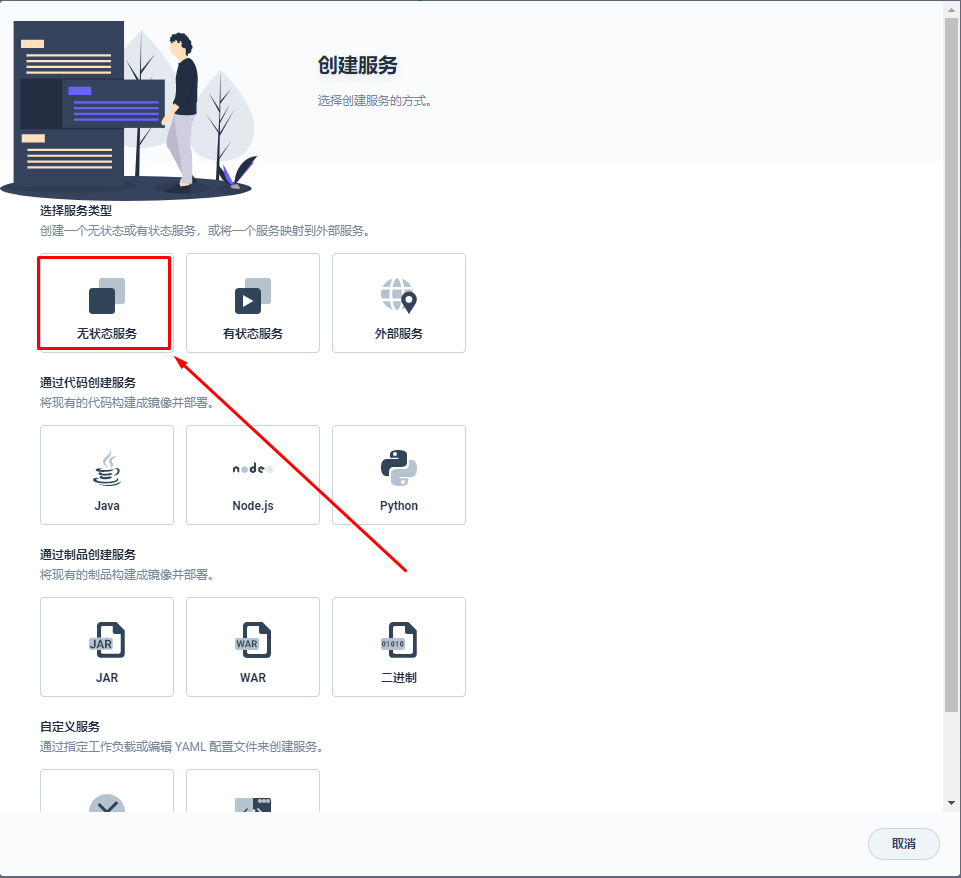 创建服务
选择创建服务的方式。
选择服务类型
创建一个无状态或有状态服务，或将一个服务映射到外部服务。
无状态服务
有状态服务
外部服务
通过代码创建服务
将现有的代码构建成镜像并部署。
node
Java
Node.js
Python
通过制品创建服务
将现有的制品构建成镜像并部署。
JAR
WAR
01010
JAR
WAR
二进制
自定义服务
通过指定工作负载或编辑 YAML 配置文件来创建服务。
取消